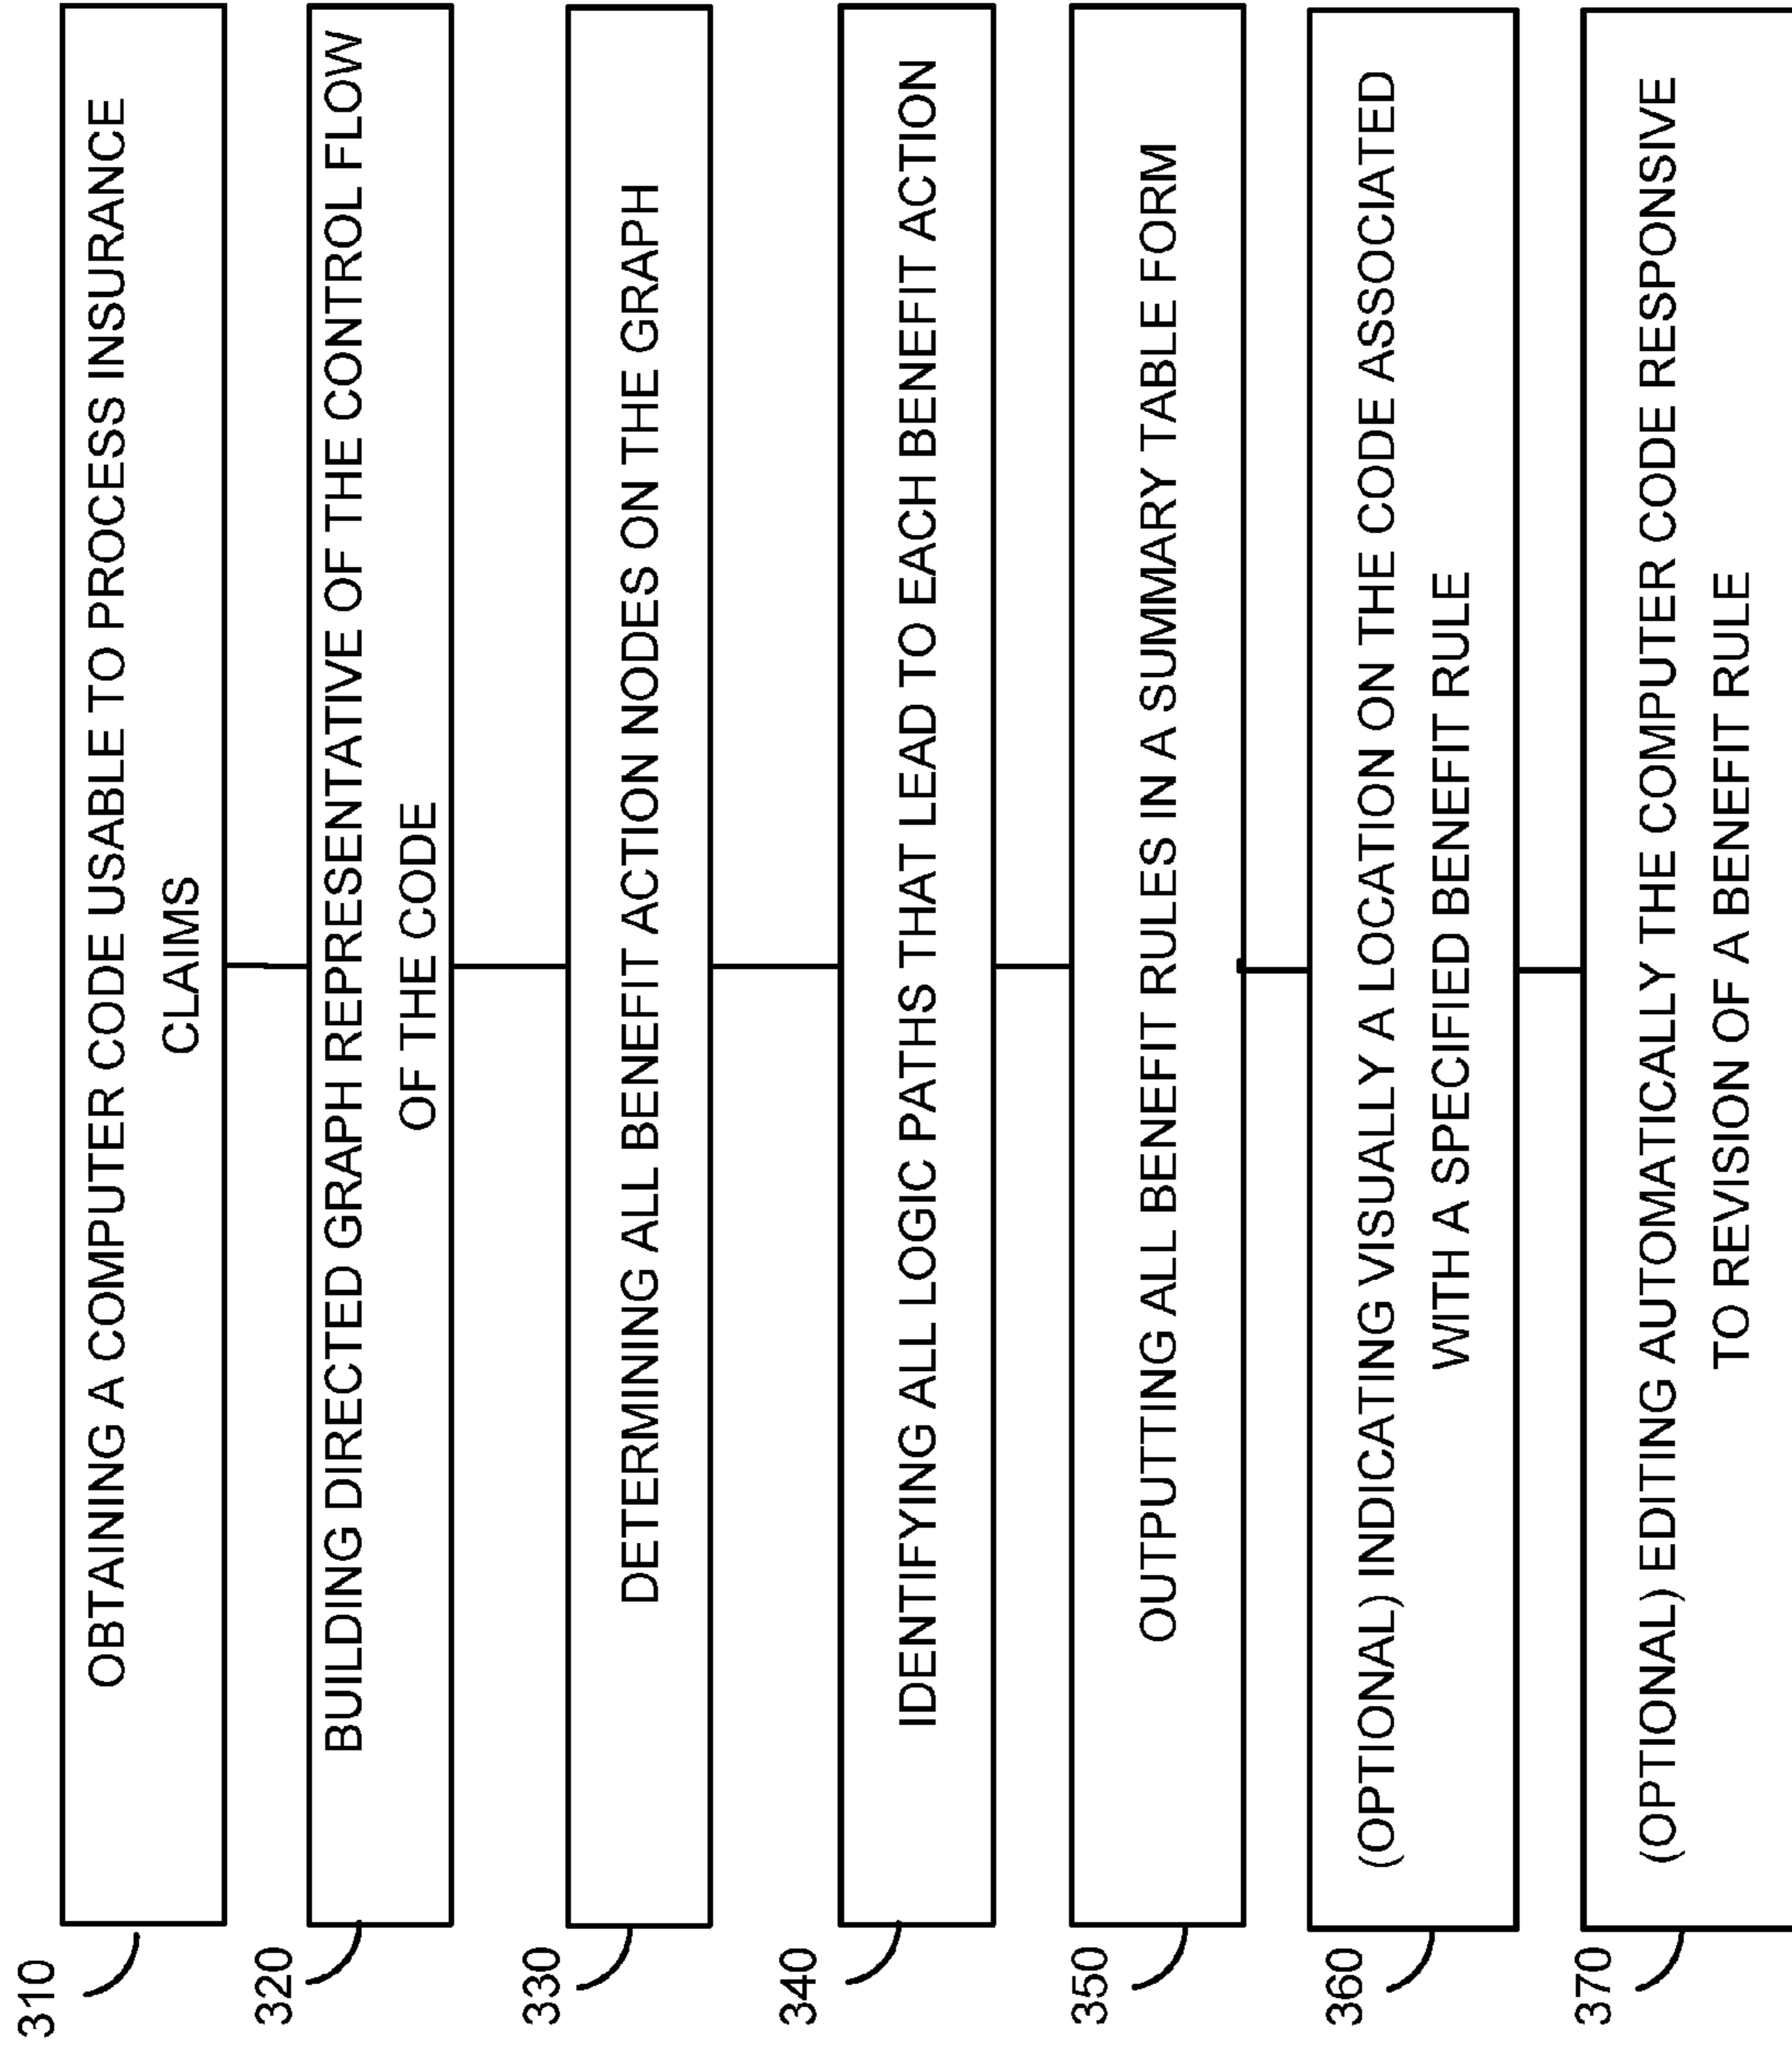 310
OBTAINING A COMPUTER CODE USABLE TO PROCESS INSURANCE
CLAIMS
320
BUILDING DIRECTED GRAPH REPRESENTATIVE OF THE CONTROL FLOW
OF THE CODE
330
DETERMINING ALL BENEFIT ACTION NODES ON THE GRAPH
340
IDENTIFYING ALL LOGIC PATHS THAT LEAD TO EACH BENEFIT ACTION
350
OUTPUTTING ALL BENEFIT RULES IN A SUMMARY TABLE FORM
360
(OPTIONAL) INDICATING VISUALLY A LOCATION ON THE CODE ASSOCIATED
WITH A SPECIFIED BENEFIT RULE
370
(OPTIONAL) EDITING AUTOMATICALLY THE COMPUTER CODE RESPONSIVE
TO REVISION OF A BENEFIT RULE